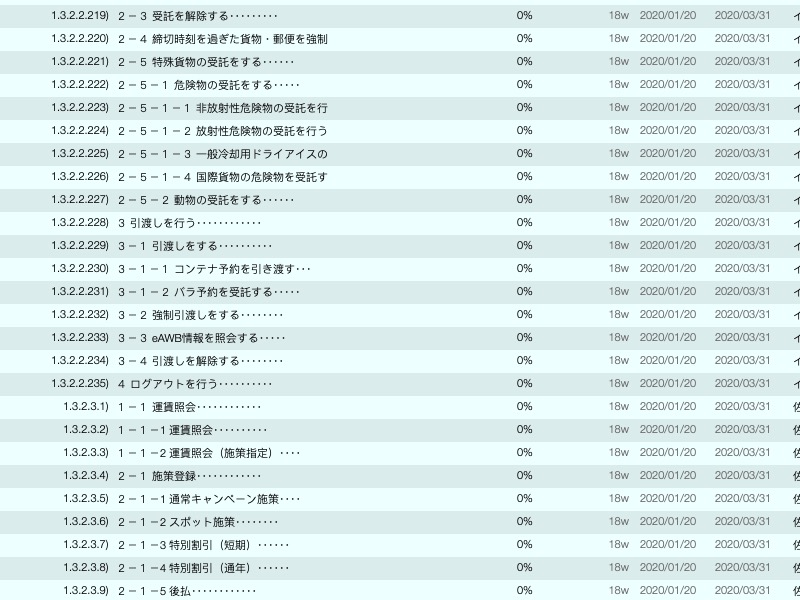 1.3.2.2.219) 2－3 受託を解除する‥‥‥‥‥ 0% 18w 2020/01/20 2020/03/31 イ
1.3.2.2.220) 2－4 締切時刻を過ぎた貨物・郵便を強制 0% 18w 2020/01/20 2020/03/31 イ
1.3.2.2.221) 2－5 特殊貨物の受託をする‥‥‥ 0% 18w 2020/01/20 2020/03/31 イ
1.3.2.2.222) 2－5－1 危険物の受託をする‥‥· 0% 18w 2020/01/20 2020/03/31 イ
1.3.2.2.223) 2－5－1－1 非放射性危険物の受託を行 0% 18w 2020/01/20 2020/03/31 イ
1.3.2.2.224) 2－5－1－2 放射性危険物の受託を行う 0% 18w 2020/01/20 2020/03/31 イ
1.3.2.2.225) 2－5－1－3 一般冷却用ドライアイスの 0% 18w 2020/01/20 2020/03/31 イ
1.3.2.2.226) 2－5－1－4 国際貨物の危険物を受託す 0% 18w 2020/01/20 2020/03/31 イ
1.3.2.2.227) 2－5－2 動物の受託をする‥‥‥ 0% 18w 2020/01/20 2020/03/31 イ
1.3.2.2.228) 3 引渡しを行う‥‥‥‥‥‥ 0% 18w 2020/01/20 2020/03/31 イ
1.3.2.2.229) 3－1 引渡しをする‥‥‥‥‥ 0% 18w 2020/01/20 2020/03/31 イ
1.3.2.2.230) 3－1－1 コンテナ予約を引き渡す‥· 0% 18w 2020/01/20 2020/03/31 イ
1.3.2.2.231) 3－1－2 バラ予約を受託する‥‥· 0% 18w 2020/01/20 2020/03/31 イ
1.3.2.2.232) 3－2 強制引渡しをする‥‥‥‥ 0% 18w 2020/01/20 2020/03/31 イ
1.3.2.2.233) 3－3 eAWB情報を照会する‥‥· 0% 18w 2020/01/20 2020/03/31 イ
1.3.2.2.234) 3－4 引渡しを解除する‥‥‥‥ 0% 18w 2020/01/20 2020/03/31 イ
1.3.2.2.235) 4 ログアウトを行う‥‥‥‥‥ 0% 18w 2020/01/20 2020/03/31 イ
1.3.2.3.1) 1－1 運賃照会‥‥‥‥‥‥ 0% 18w 2020/01/20 2020/03/31 佐
1.3.2.3.2) 1－1－1 運賃照会‥‥‥‥‥ 0% 18w 2020/01/20 2020/03/31 佐
1.3.2.3.3) 1－1－2 運賃照会（施策指定）‥‥ 0% 18w 2020/01/20 2020/03/31 佐
1.3.2.3.4) 2－1 施策登録‥‥‥‥‥‥ 0% 18w 2020/01/20 2020/03/31 佐
1.3.2.3.5) 2－1－1 通常キャンペーン施策‥‥ 0% 18w 2020/01/20 2020/03/31 佐
1.3.2.3.6) 2－1－2 スポット施策‥‥‥‥ 0% 18w 2020/01/20 2020/03/31 佐
1.3.2.3.7) 2－1－3 特別割引（短期）‥‥‥ 0% 18w 2020/01/20 2020/03/31 佐
1.3.2.3.8) 2－1－4 特別割引（通年）‥‥‥ 0% 18w 2020/01/20 2020/03/31 佐
1.3.2.3.9) 2－1－5 後払‥‥‥‥‥‥ 0% 18w 2020/01/20 2020/03/31 佐